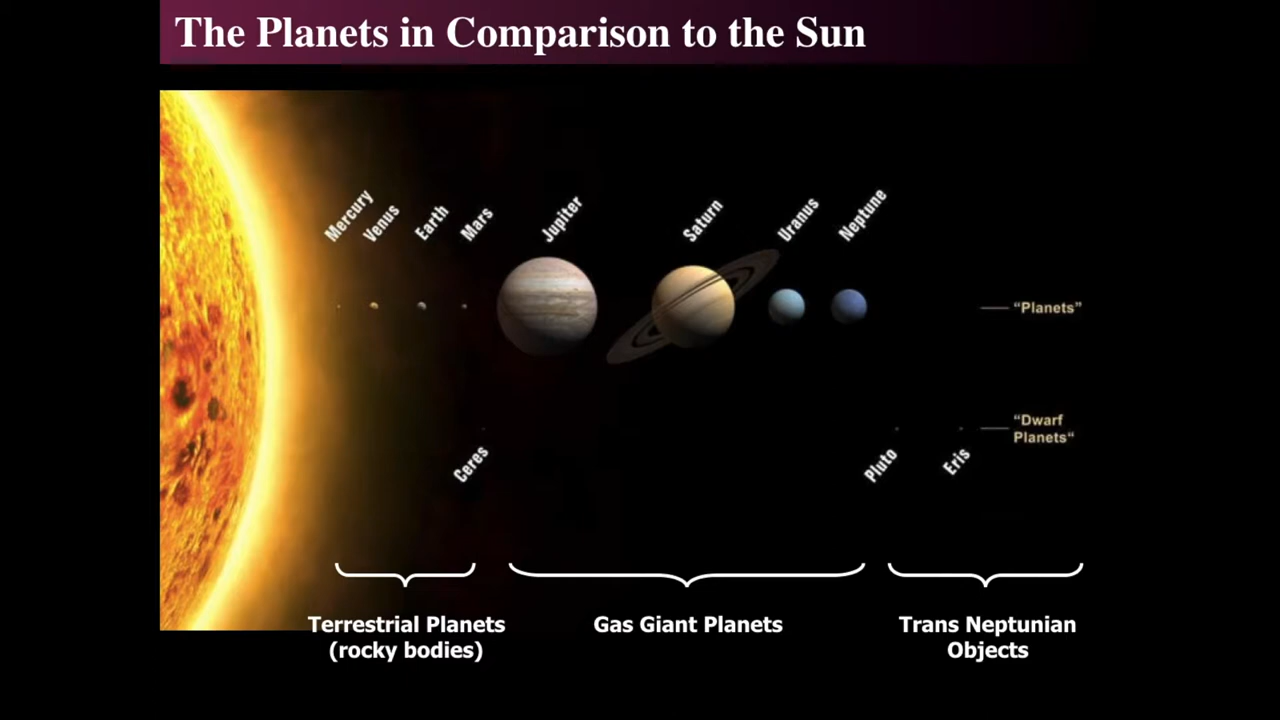 The Planets in Comparison to the Sun
Mercury
Venus
Earth
Mars
Jupiter
Saturn
Uranus
Neptune
“Planets”
Ceres
Pluto
Eris
“Dwarf
Planets“
Terrestrial Planets
(rocky bodies)
Gas Giant Planets
Trans Neptunian
Objects